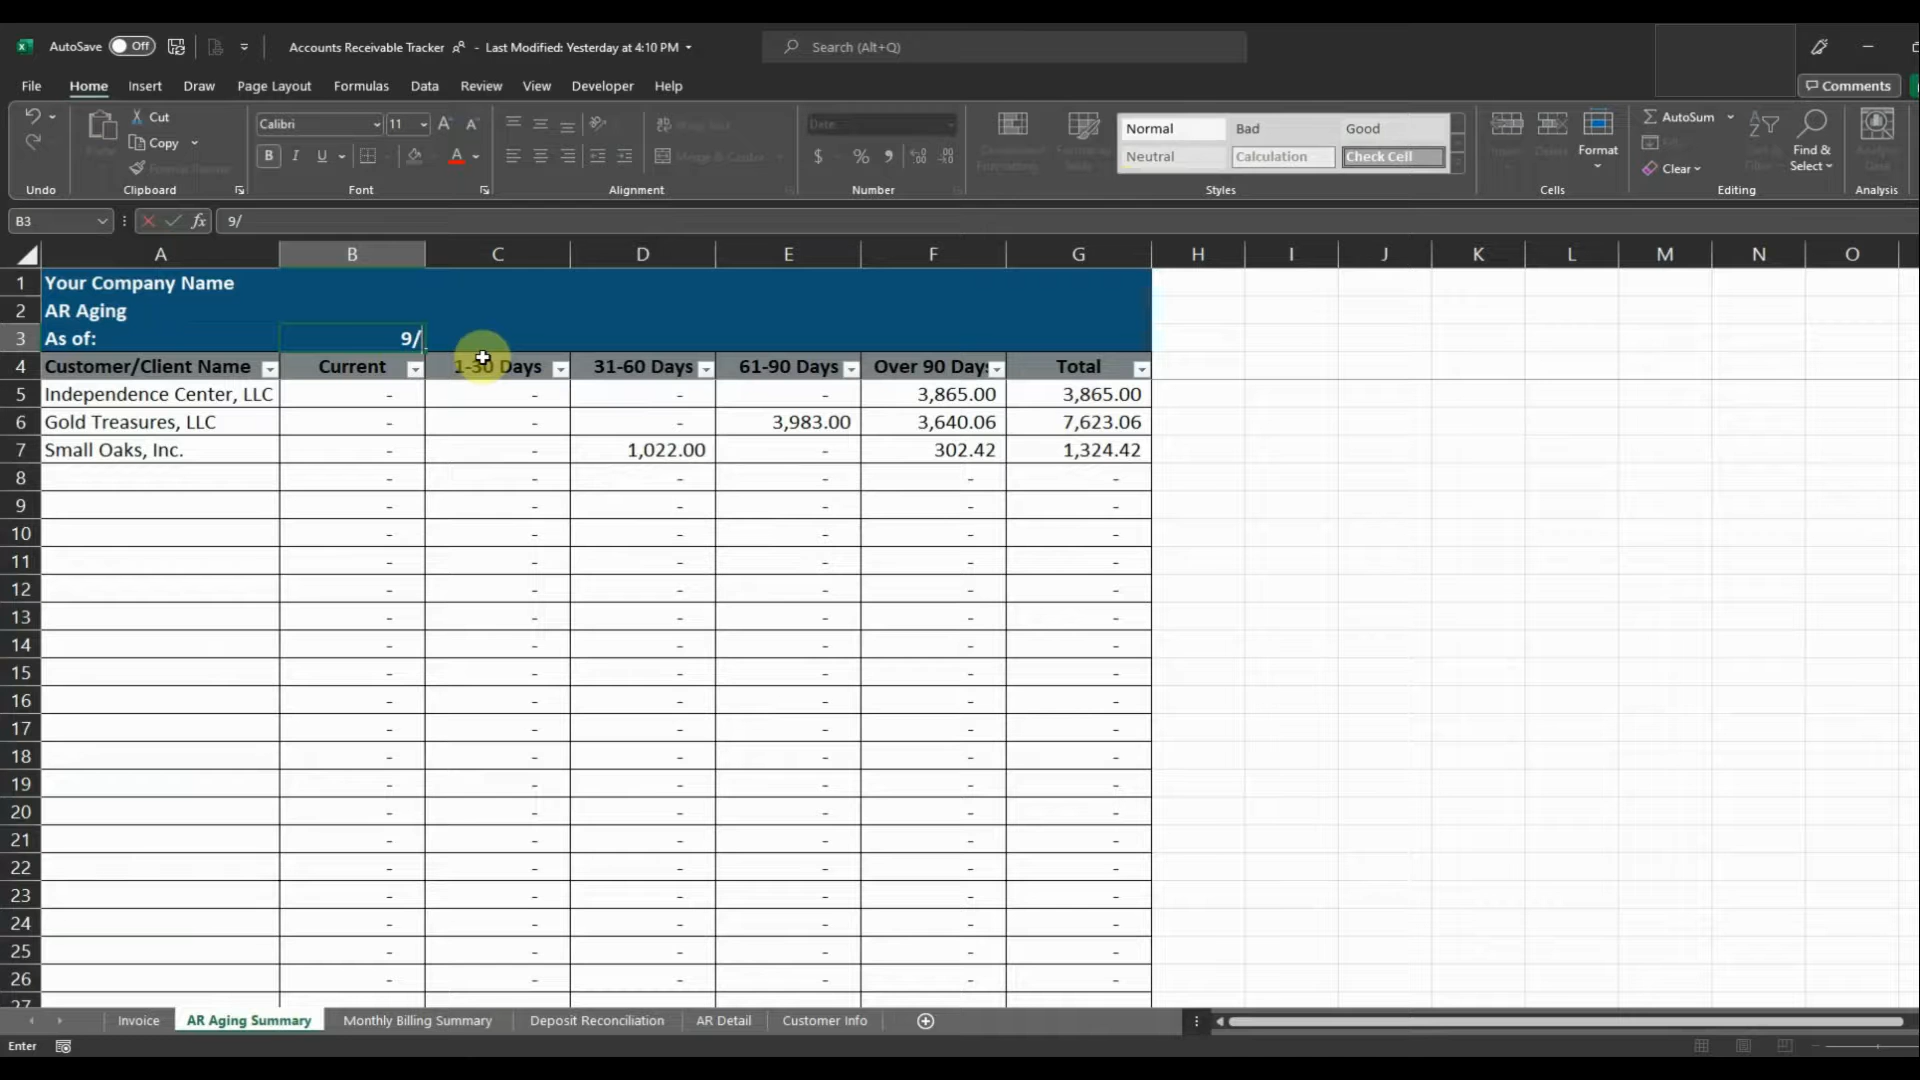 AutoSave Off Accounts Receivable Tracker - Last Modified: Yesterday at 4:10 PM Search (Alt+Q)
File Home Insert Draw Page Layout Formulas Data Review View Developer Help Comments
Cut Calibri 11 Date Normal Bad Good AutoSum
Copy B I U $ % Neutral Calculation Check Cell Format Find & Select
Merge & Center Clear
Undo Clipboard Font Alignment Number Styles Cells Editing Analysis
B3 fx 9/
A B C D E F G H I J K L M N O
1 Your Company Name
2 AR Aging
3 As of: 9/
4 Customer/Client Name Current 1-30 Days 31-60 Days 61-90 Days Over 90 Days Total
5 Independence Center, LLC - - - - 3,865.00 3,865.00
6 Gold Treasures, LLC - - - 3,983.00 3,640.06 7,623.06
7 Small Oaks, Inc. - - 1,022.00 - 302.42 1,324.42
8 - - - - - -
9 - - - - - -
10 - - - - - -
11 - - - - - -
12 - - - - - -
13 - - - - - -
14 - - - - - -
15 - - - - - -
16 - - - - - -
17 - - - - - -
18 - - - - - -
19 - - - - - -
20 - - - - - -
21 - - - - - -
22 - - - - - -
23 - - - - - -
24 - - - - - -
25 - - - - - -
26 - - - - - -
27
Invoice AR Aging Summary Monthly Billing Summary Deposit Reconciliation AR Detail Customer Info
Enter